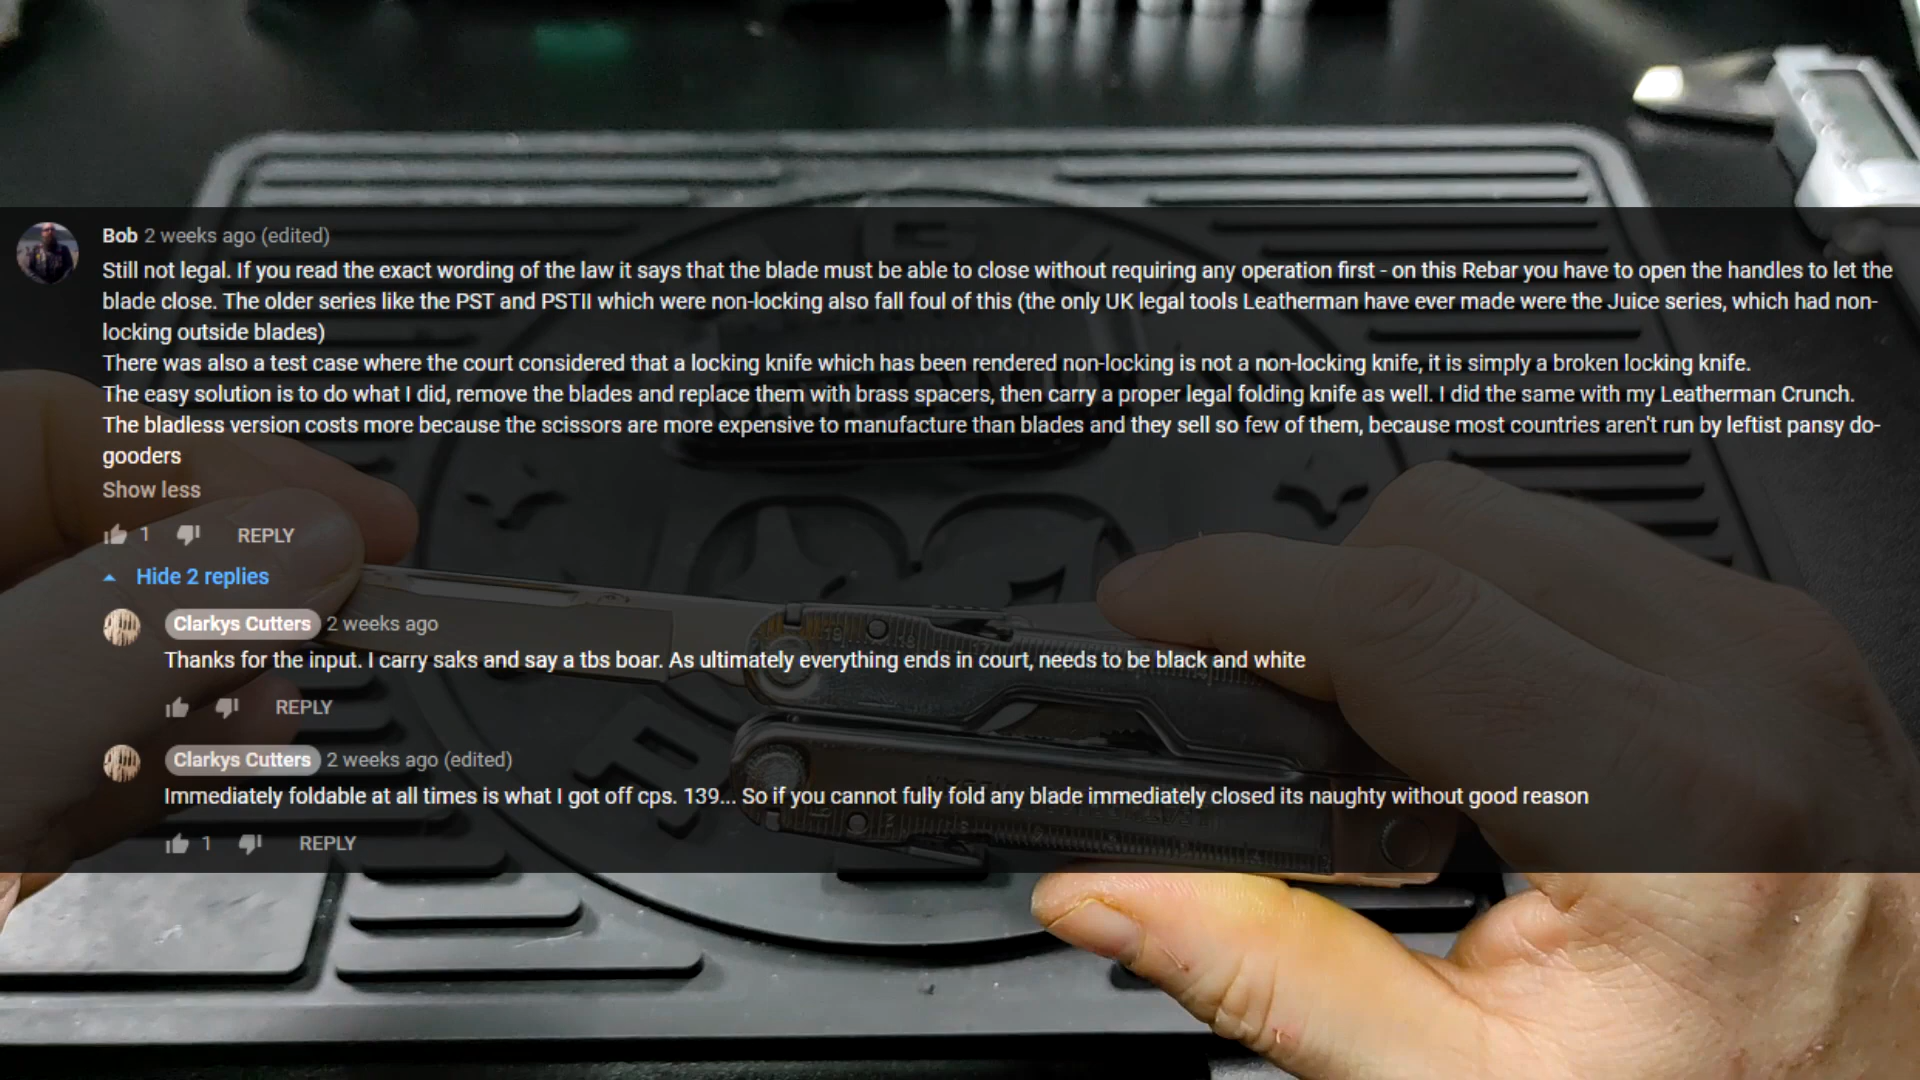 Bob 2 weeks ago (edited)
Still not legal. If you read the exact wording of the law it says that the blade must be able to close without requiring any operation first - on this Rebar you have to open the handles to let the
blade close. The older series like the PST and PSTII which were non-locking also fall foul of this (the only UK legal tools Leatherman have ever made were the Juice series, which had non-
locking outside blades)
There was also a test case where the court considered that a locking knife which has been rendered non-locking is not a non-locking knife, it is simply a broken locking knife.
The easy solution is to do what I did, remove the blades and replace them with brass spacers, then carry a proper legal folding knife as well. I did the same with my Leatherman Crunch.
The bladless version costs more because the scissors are more expensive to manufacture than blades and they sell so few of them, because most countries aren't run by leftist pansy do-
gooders
Show less
1 REPLY
Hide 2 replies
Clarkys Cutters 2 weeks ago
Thanks for the input. I carry saks and say a tbs boar. As ultimately everything ends in court, needs to be black and white
REPLY
Clarkys Cutters 2 weeks ago (edited)
Immediately foldable at all times is what I got off cps. 139... So if you cannot fully fold any blade immediately closed its naughty without good reason
1 REPLY